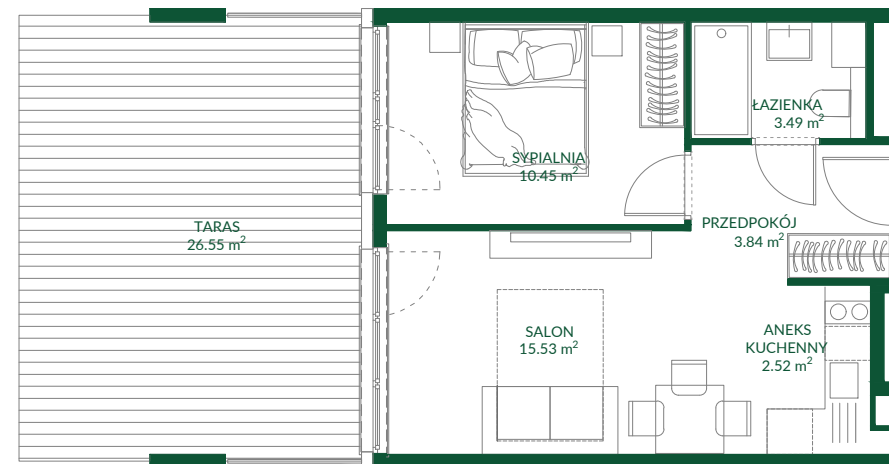 ŁAZIENKA
3.49 m²
SYPIALNIA
10.45 m²
TARAS
26.55 m²
PRZEDPOKÓJ
3.84 m²
SALON
15.53 m²
ANEKS
KUCHENNY
2.52 m²